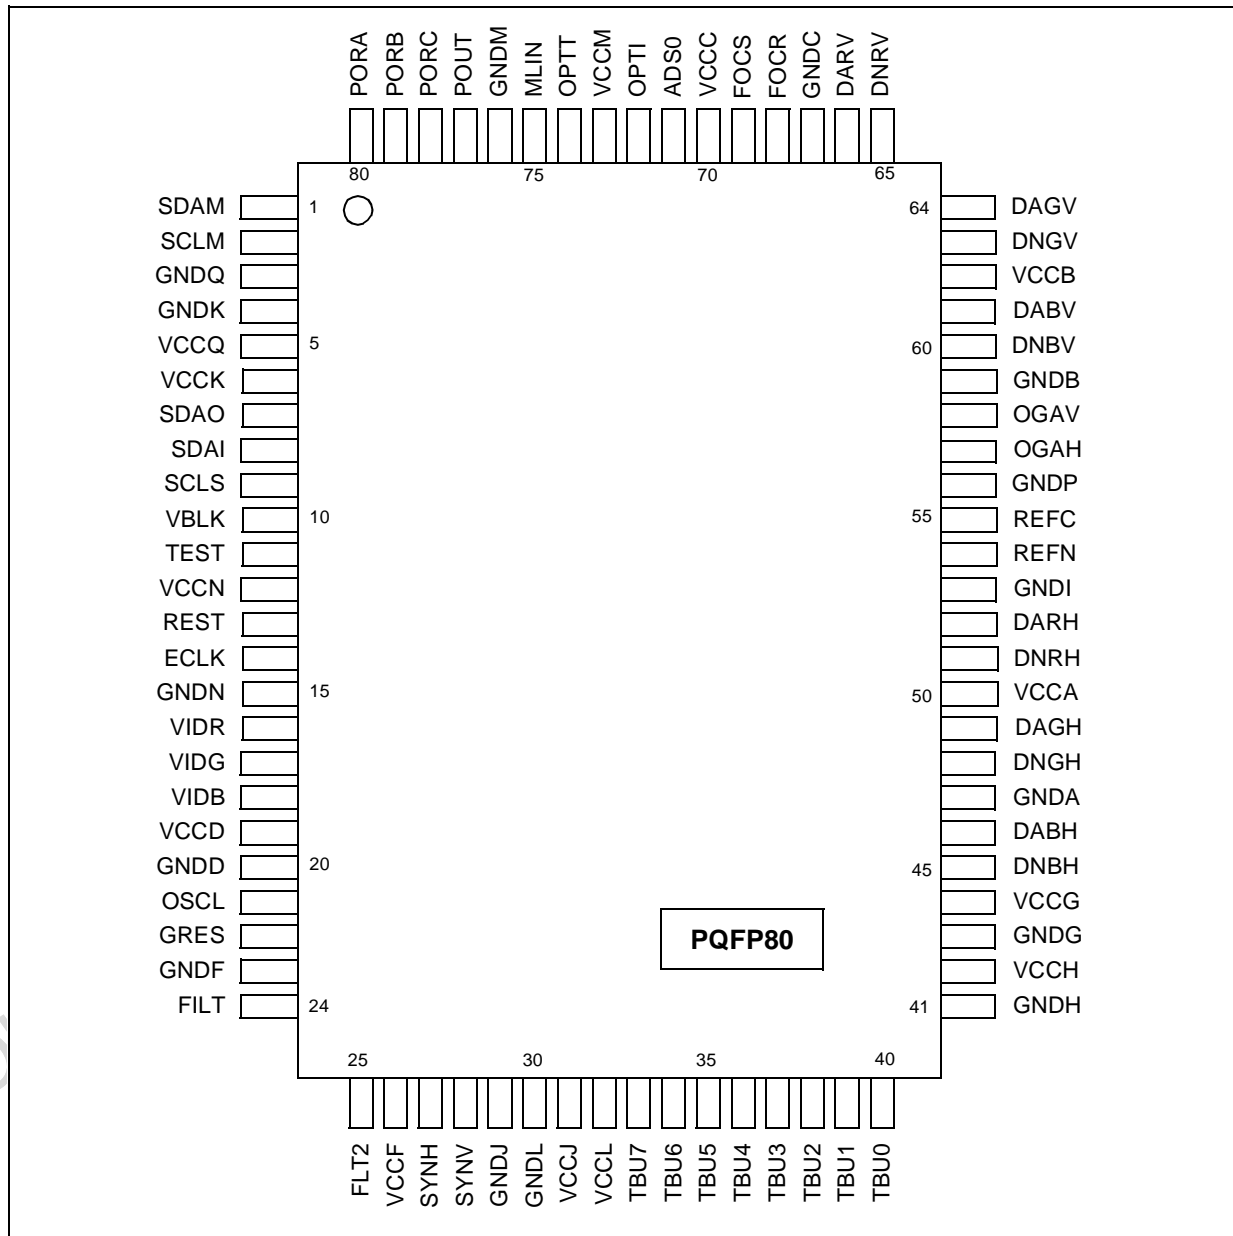 PORA PORB PORC POUT GNDM MLIN OPTT VCCM OPTI ADS0 VCCC FOCS FOCR GNDC DARV DNRV
80 75 70 65
SDAM 1 64 DAGV
SCLM DNGV
GNDQ VCCB
GNDK DABV
VCCQ 5 60 DNBV
VCCK GNDB
SDAO OGAV
SDAI OGAH
SCLS GNDP
VBLK 10 55 REFC
TEST REFN
VCCN GNDI
REST DARH
ECLK DNRH
GNDN 15 50 VCCA
VIDR DAGH
VIDG DNGH
VIDB GNDA
VCCD DABH
GNDD 20 45 DNBH
OSCL VCCG
GRES PQFP80 GNDG
GNDF VCCH
FILT 24 41 GNDH
25 30 35 40
FLT2 VCCF SYNH SYNV GNDJ GNDL VCCJ VCCL TBU7 TBU6 TBU5 TBU4 TBU3 TBU2 TBU1 TBU0